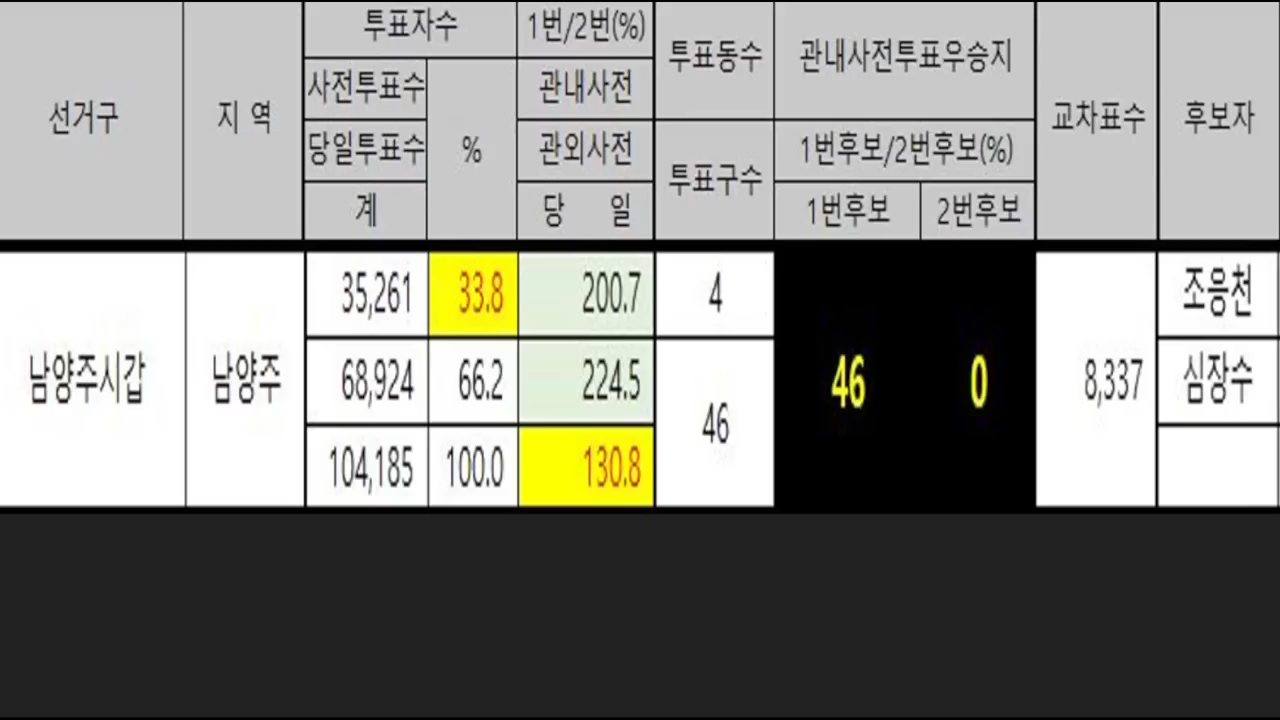 선거구
지 역
투표자수
사전투표수
당일투표수
계
%
1번/2번(%)
관내사전
관외사전
당 일
투표동수
투표구수
관내사전투표우승지
1번후보/2번후보(%)
1번후보
2번후보
교차표수
후보자
남양주시갑
남양주
35,261
33.8
200.7
4
조응천
68,924
66.2
224.5
46
46
0
8,337
심장수
104,185
100.0
130.8